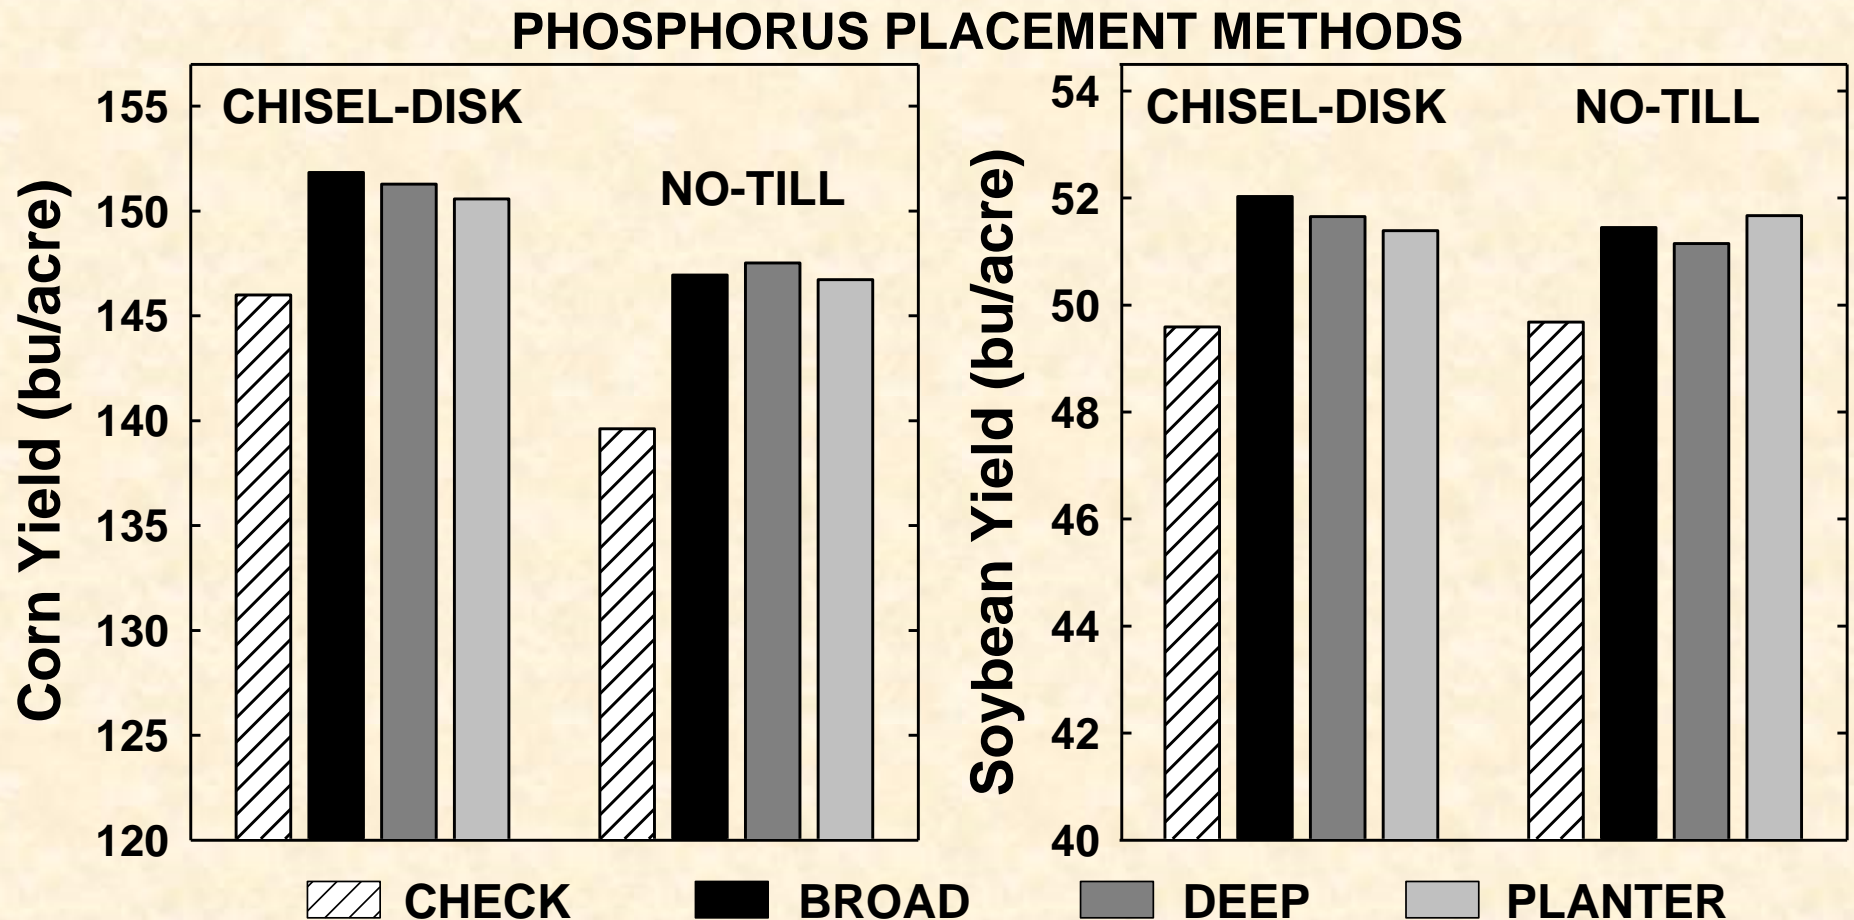 PHOSPHORUS PLACEMENT METHODS
Corn Yield (bu/acre)
155
150
145
140
135
130
125
120
CHISEL-DISK
NO-TILL
Soybean Yield (bu/acre)
54
52
50
48
46
44
42
40
CHISEL-DISK
NO-TILL
CHECK
BROAD
DEEP
PLANTER